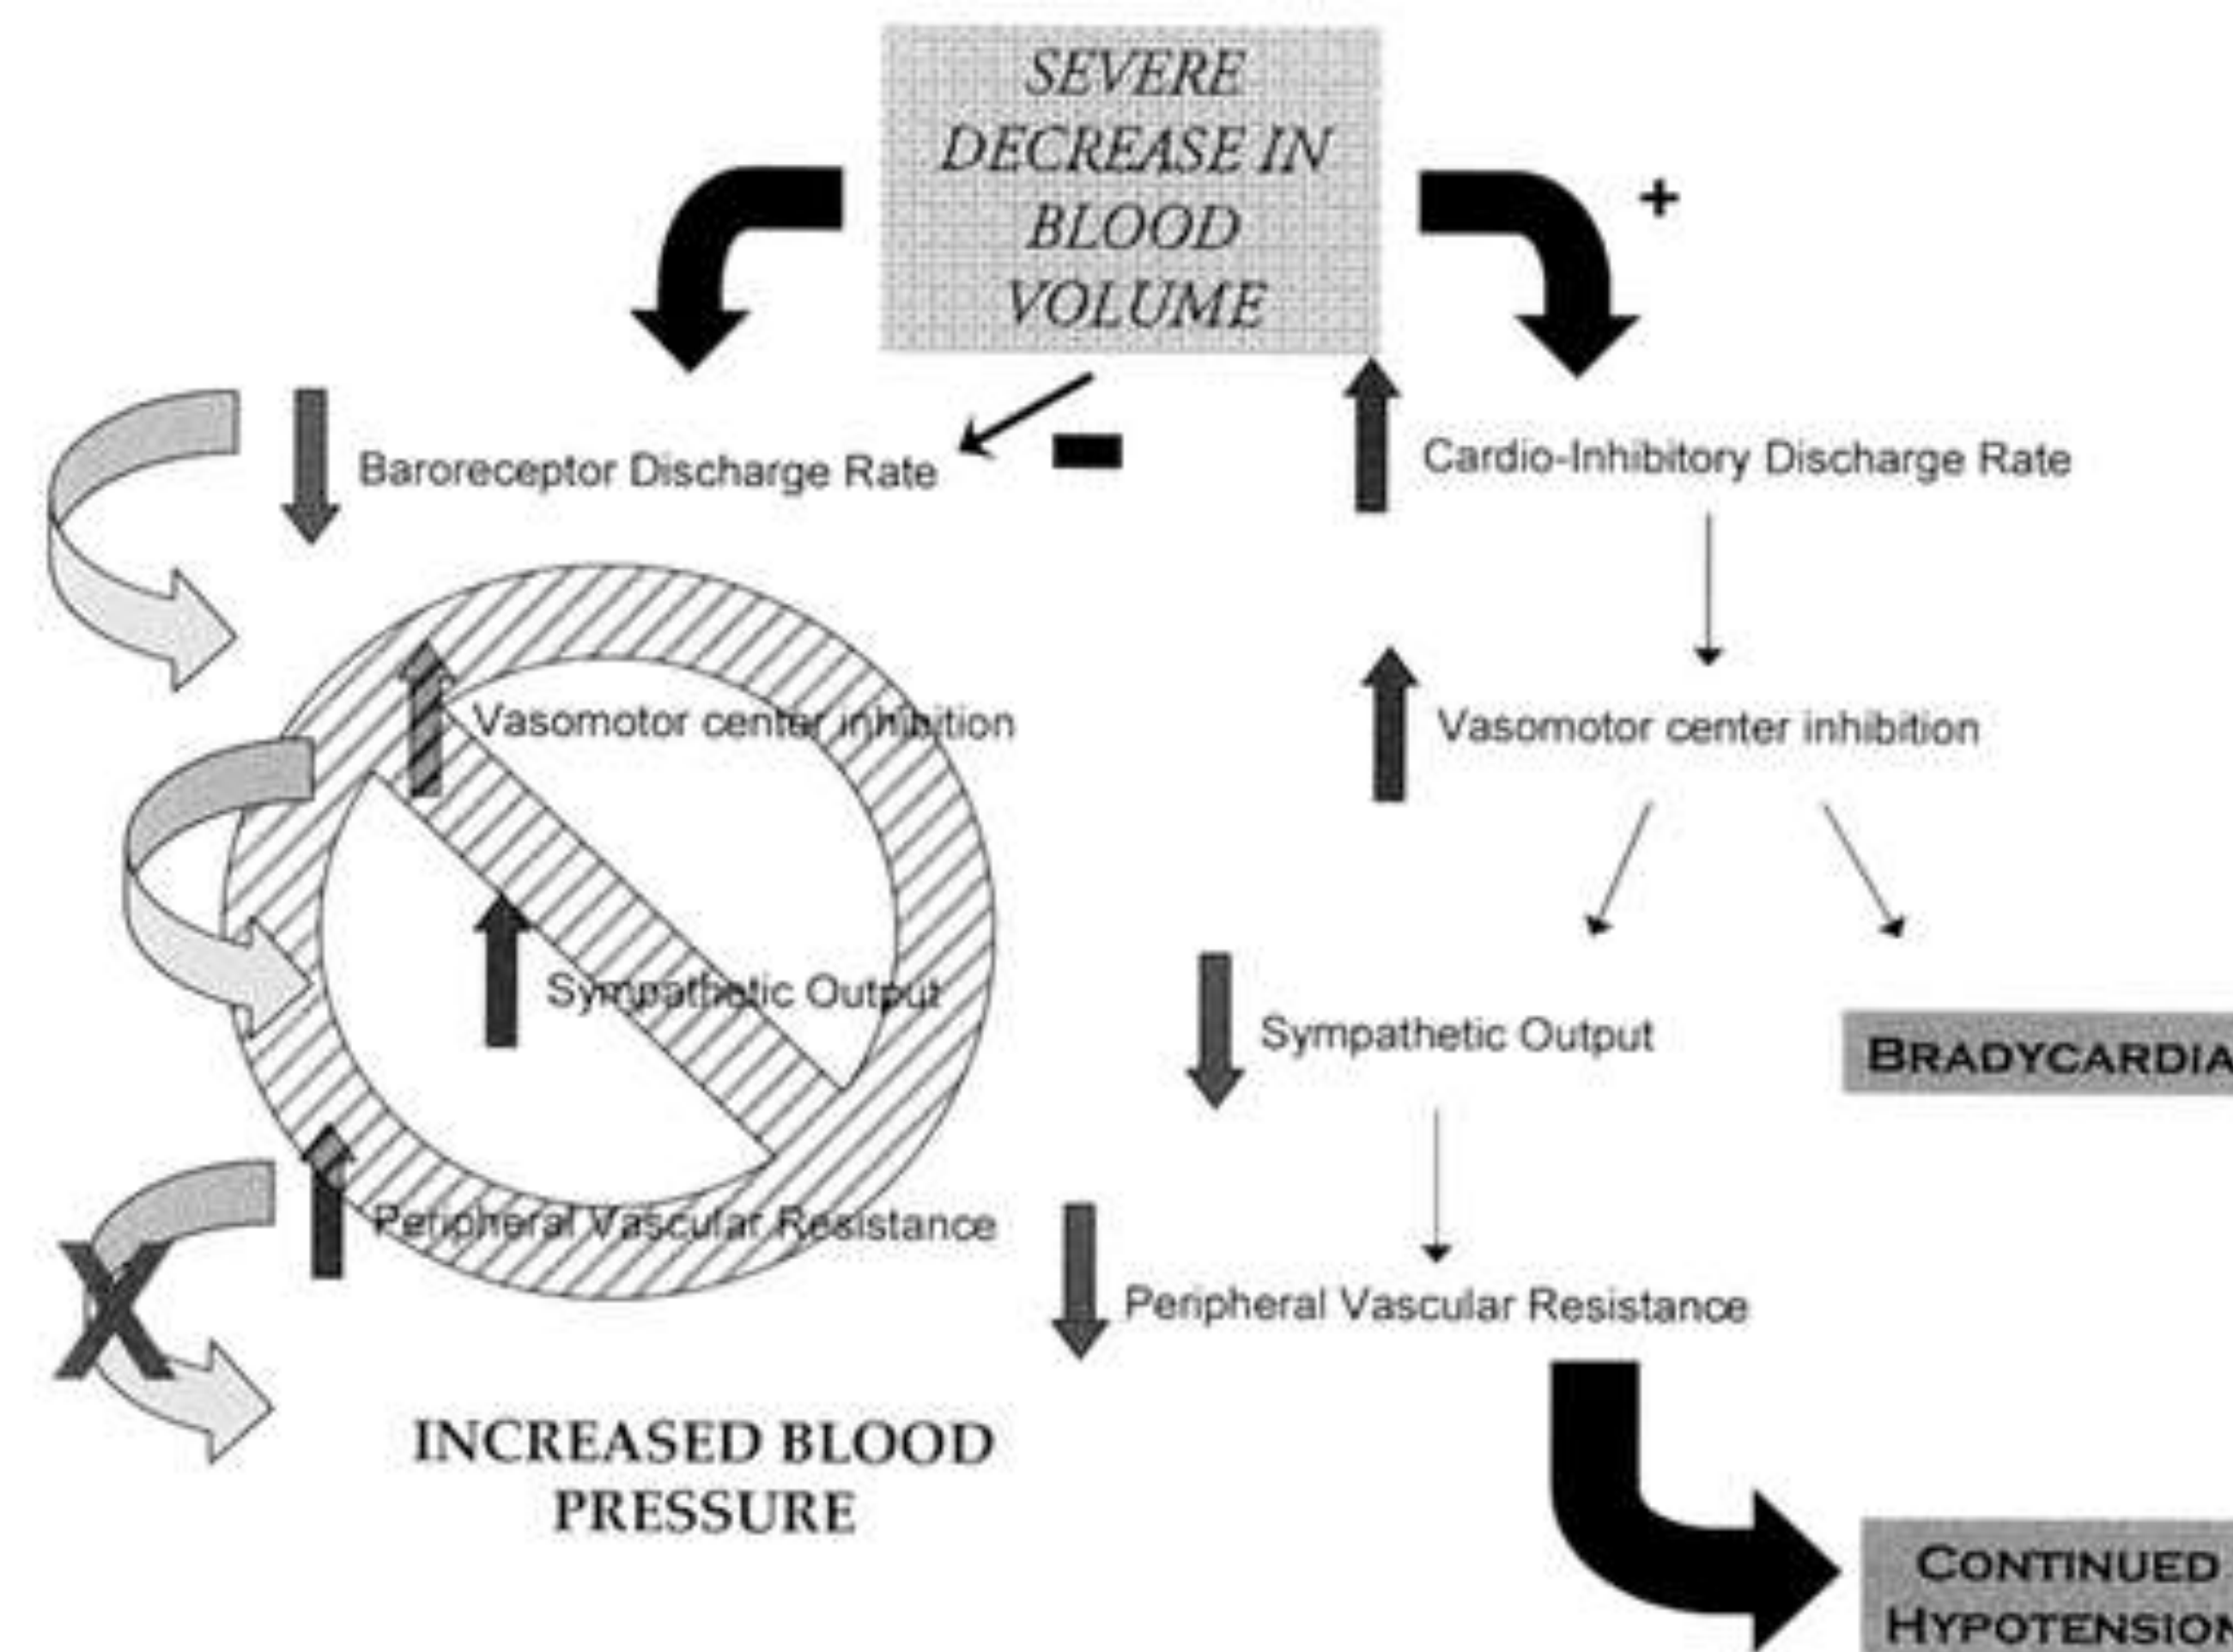 SEVERE
DECREASE IN
BLOOD
VOLUME
+
Baroreceptor Discharge Rate
-
Cardio-Inhibitory Discharge Rate
Vasomotor center inhibition
Vasomotor center inhibition
Sympathetic Output
Sympathetic Output
BRADYCARDIA
Peripheral Vascular Resistance
X
Peripheral Vascular Resistance
INCREASED BLOOD
PRESSURE
CONTINUED
HYPOTENSION